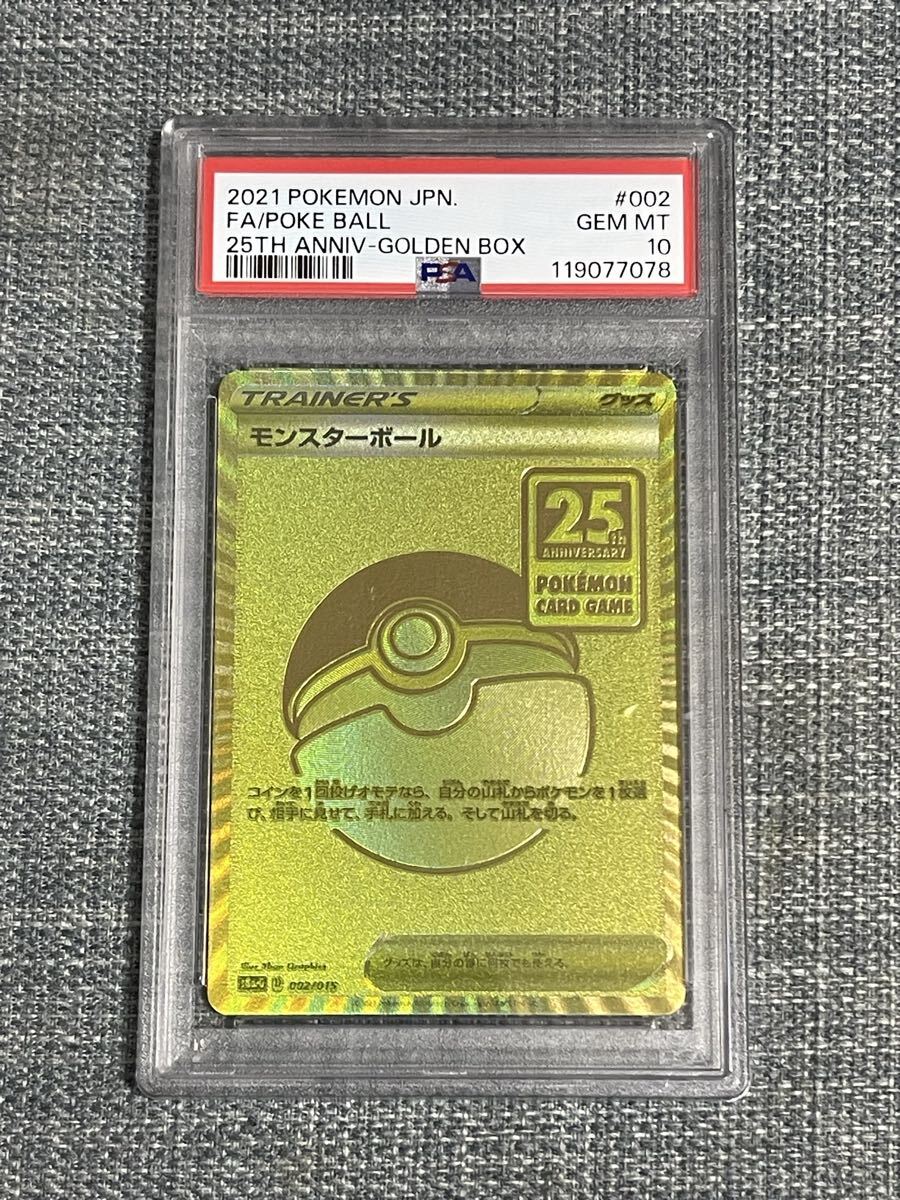 2021 POKEMON JPN. #002
FA/POKE BALL GEM MT
25TH ANNIV-GOLDEN BOX 10
PSA 119077078
TRAINER'S グッズ
モンスターボール
25th
ANNIVERSARY
POKÉMON
CARD GAME
コインを1回投げオモテなら、自分の山札からポケモンを1枚選
び、相手に見せて、手札に加える。そして山札を切る。
グッズは、自分の番に何枚でも使える。
002/015